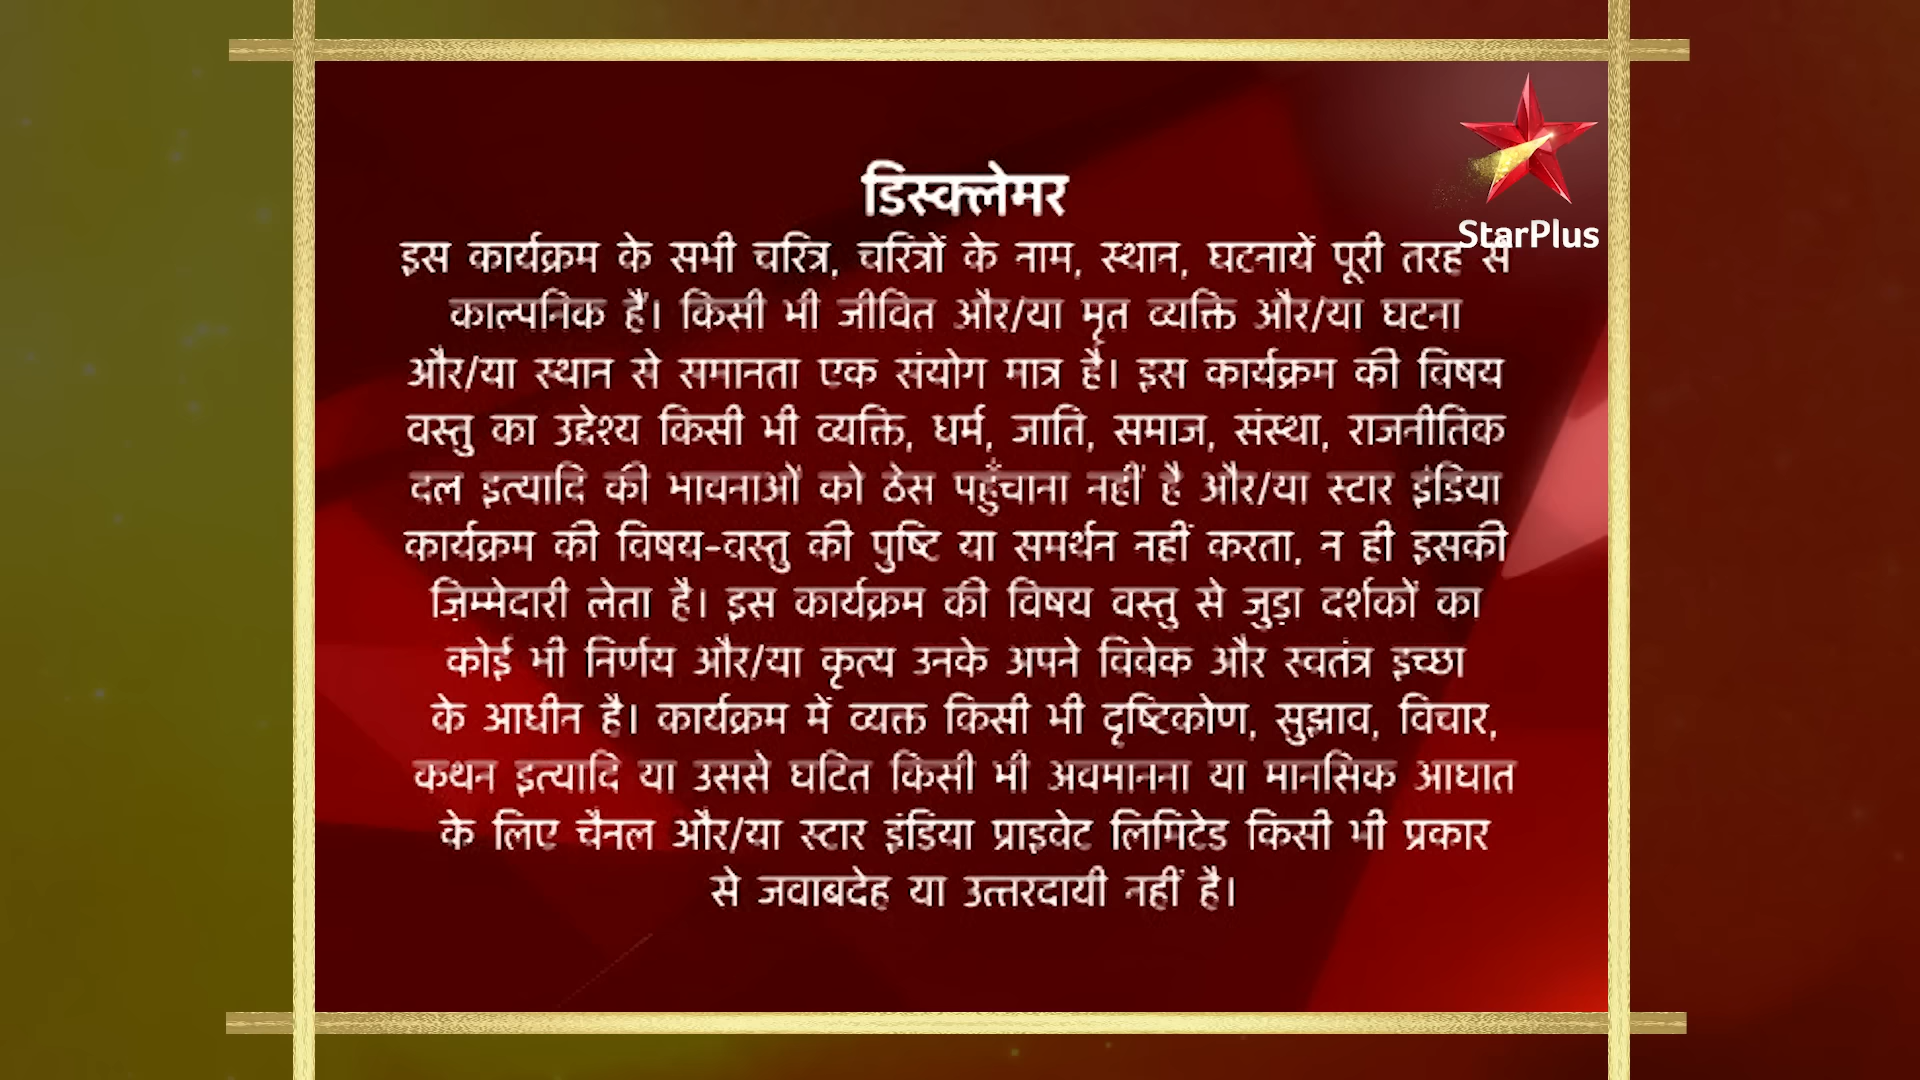 डिस्क्लेमर
इस कार्यक्रम के सभी चरित्र, चरित्रों के नाम, स्थान, घटनायें पूरी तरह से
StarPlus
काल्पनिक हैं। किसी भी जीवित और/या मृत व्यक्ति और/या घटना
और/या स्थान से समानता एक संयोग मात्र है। इस कार्यक्रम की विषय
वस्तु का उद्देश्य किसी भी व्यक्ति, धर्म, जाति, समाज, संस्था, राजनीतिक
दल इत्यादि की भावनाओं को ठेस पहुँचाना नहीं है और/या स्टार इंडिया
कार्यक्रम की विषय-वस्तु की पुष्टि या समर्थन नहीं करता, न ही इसकी
ज़िम्मेदारी लेता है। इस कार्यक्रम की विषय वस्तु से जुड़ा दर्शकों का
कोई भी निर्णय और/या कृत्य उनके अपने विवेक और स्वतंत्र इच्छा
के आधीन है। कार्यक्रम में व्यक्त किसी भी दृष्टिकोण, सुझाव, विचार,
कथन इत्यादि या उससे घटित किसी भी अवमानना या मानसिक आघात
के लिए चैनल और/या स्टार इंडिया प्राइवेट लिमिटेड किसी भी प्रकार
से जवाबदेह या उत्तरदायी नहीं है।